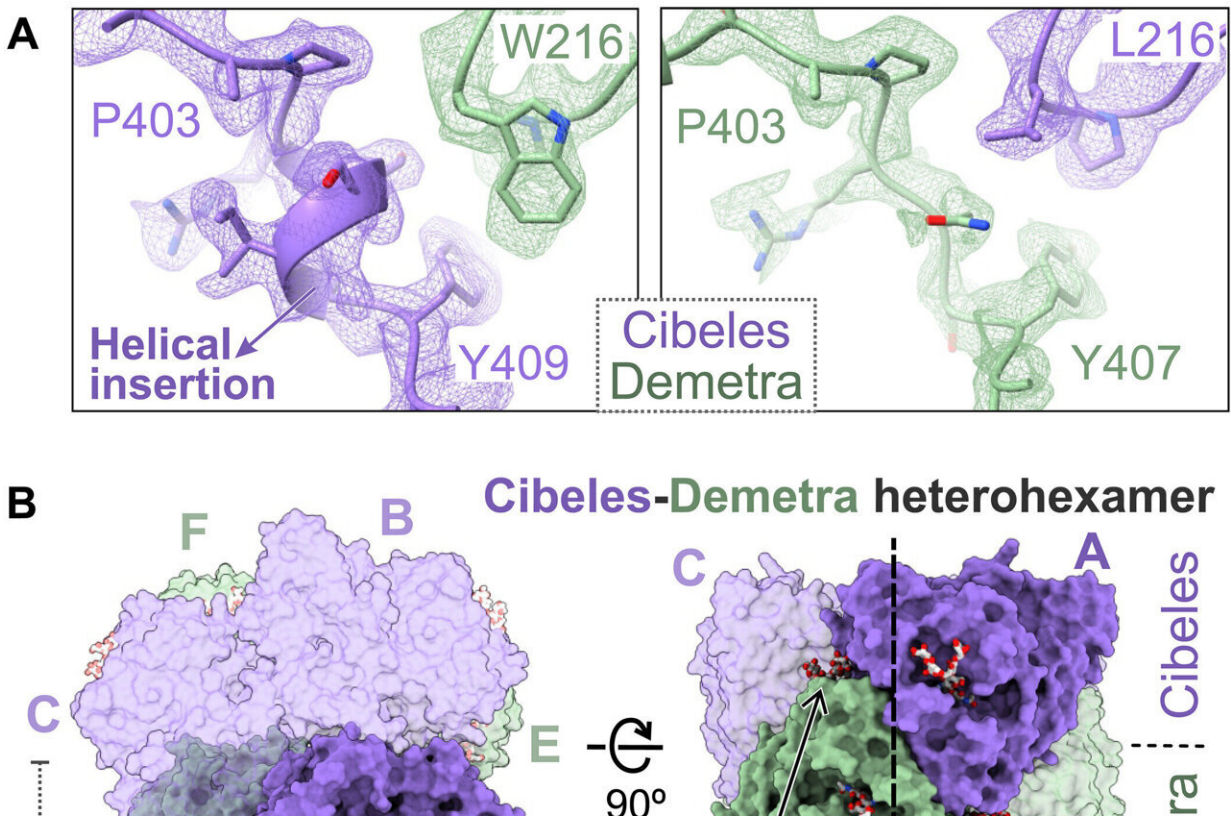 A
W216
P403
Helical
insertion
Y409
L216
P403
Y407
Cibeles
Demetra
B
Cibeles-Demetra heterohexamer
F
B
C
E
90º
C
A
Cibeles
ra